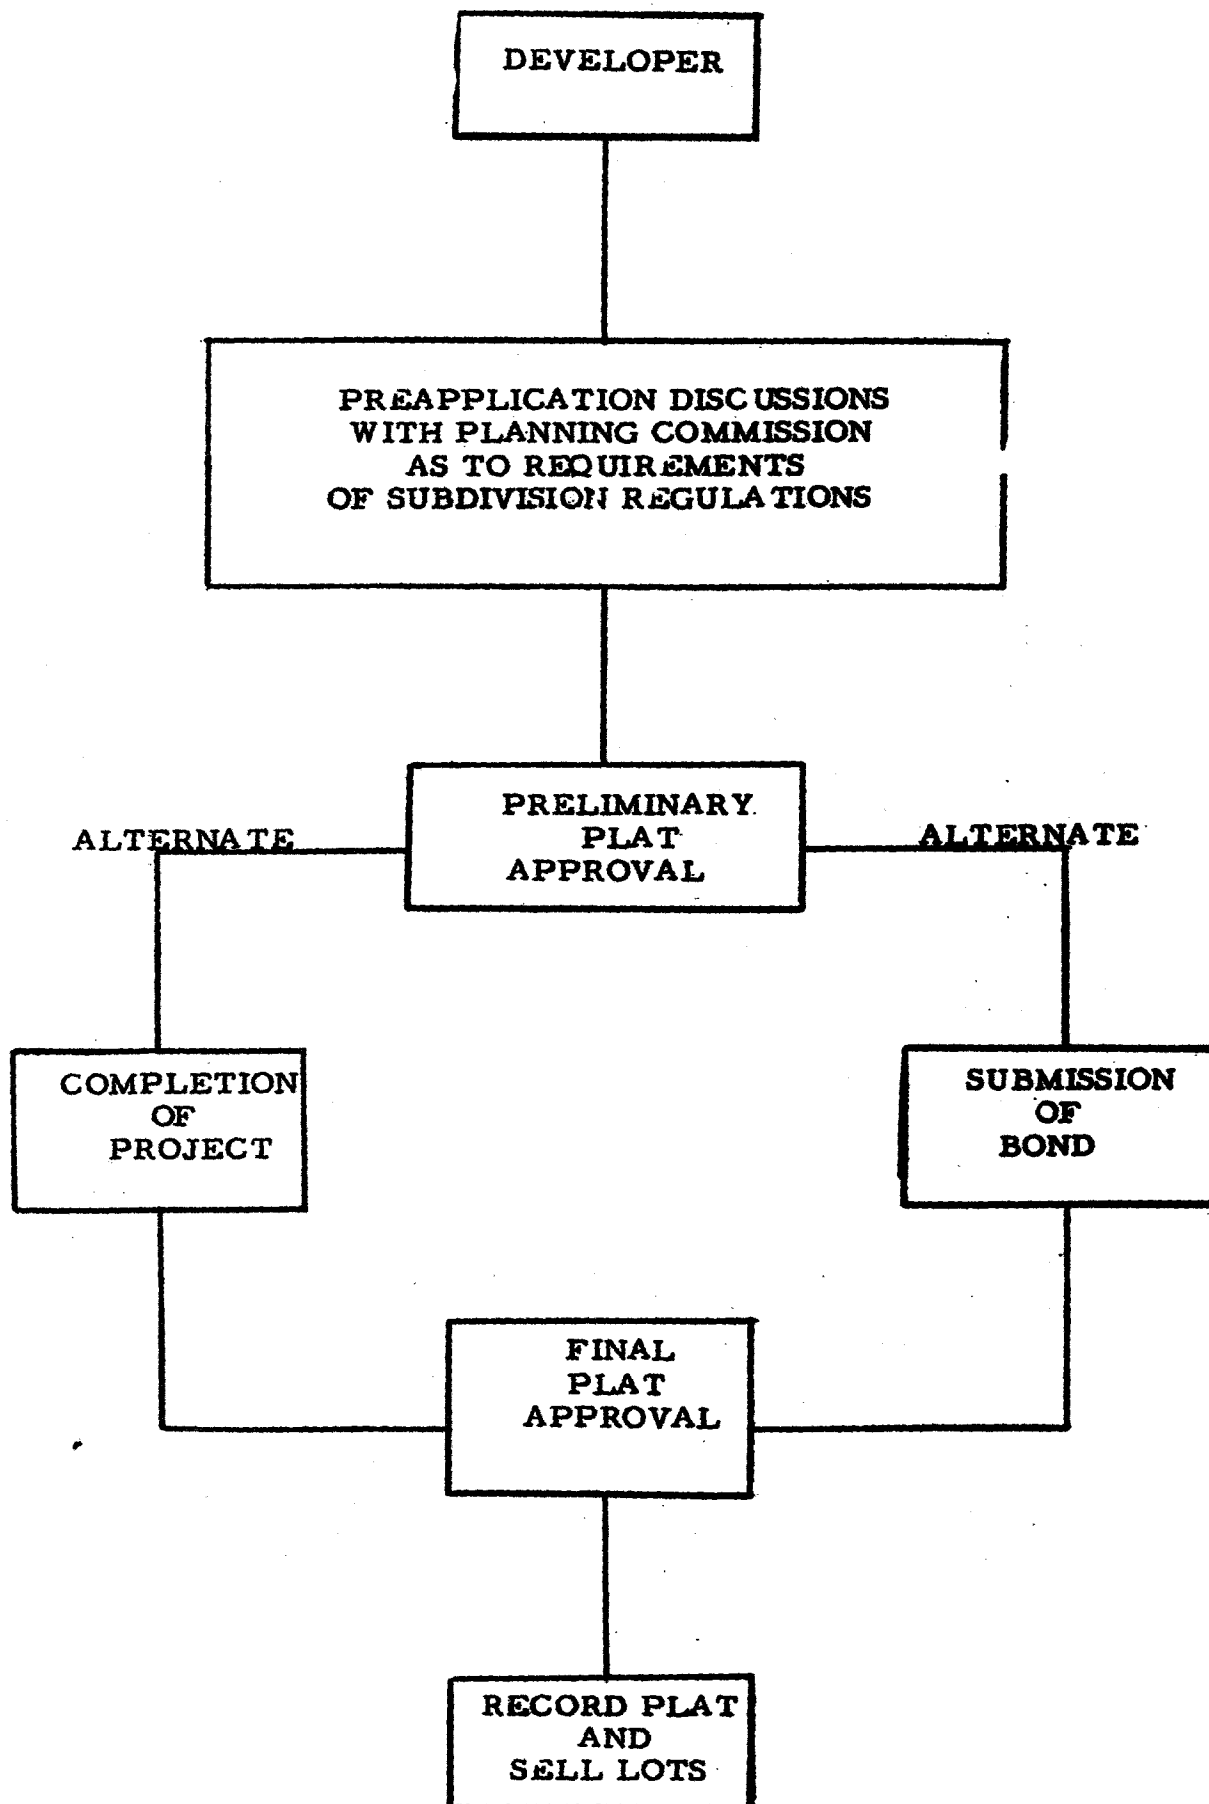 DEVELOPER
PREAPPLICATION DISCUSSIONS
WITH PLANNING COMMISSION
AS TO REQUIREMENTS
OF SUBDIVISION REGULATIONS
PRELIMINARY
PLAT
APPROVAL
ALTERNATE
ALTERNATE
COMPLETION
OF
PROJECT
SUBMISSION
OF
BOND
FINAL
PLAT
APPROVAL
RECORD PLAT
AND
SELL LOTS